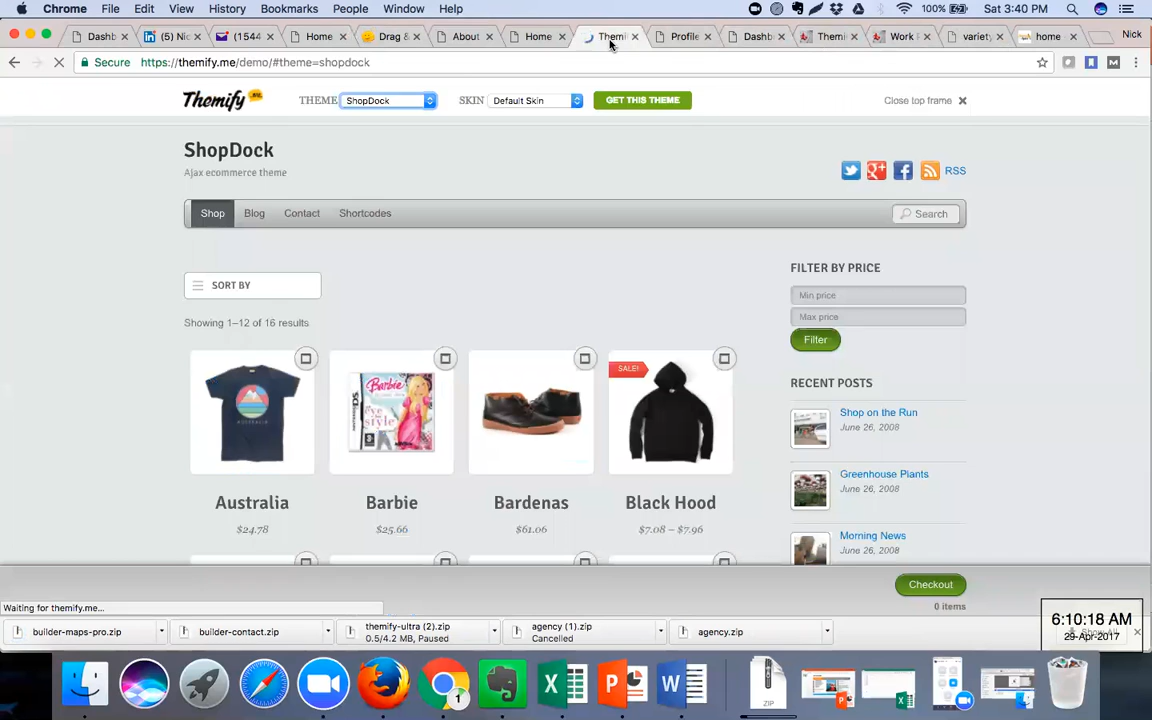 Chrome File Edit View History Bookmarks People Window Help 100% Sat 3:40 PM
Dashb (5) Ni (1544 Home Drag & About Home Themi Profile Dashb Themi Work variety home Nick
Secure https://themify.me/demo/#theme=shopdock
Themify THEME ShopDock SKIN Default Skin GET THIS THEME Close top frame
ShopDock
Ajax ecommerce theme
RSS
Shop Blog Contact Shortcodes Search
FILTER BY PRICE
SORT BY
Min price
Max price
Showing 1–12 of 16 results
Filter
SALE!
RECENT POSTS
Shop on the Run
June 26, 2008
Greenhouse Plants
June 26, 2008
Australia Barbie Bardenas Black Hood
$24.78 $25.66 $61.06 $7.08 – $7.96
Morning News
June 26, 2008
Checkout
0 items
Waiting for themify.me...
builder-maps-pro.zip builder-contact.zip themify-ultra (2).zip agency (1).zip agency.zip
0.5/4.2 MB, Paused Cancelled
6:10:18 AM
29-Apr-2017
1
ZIP